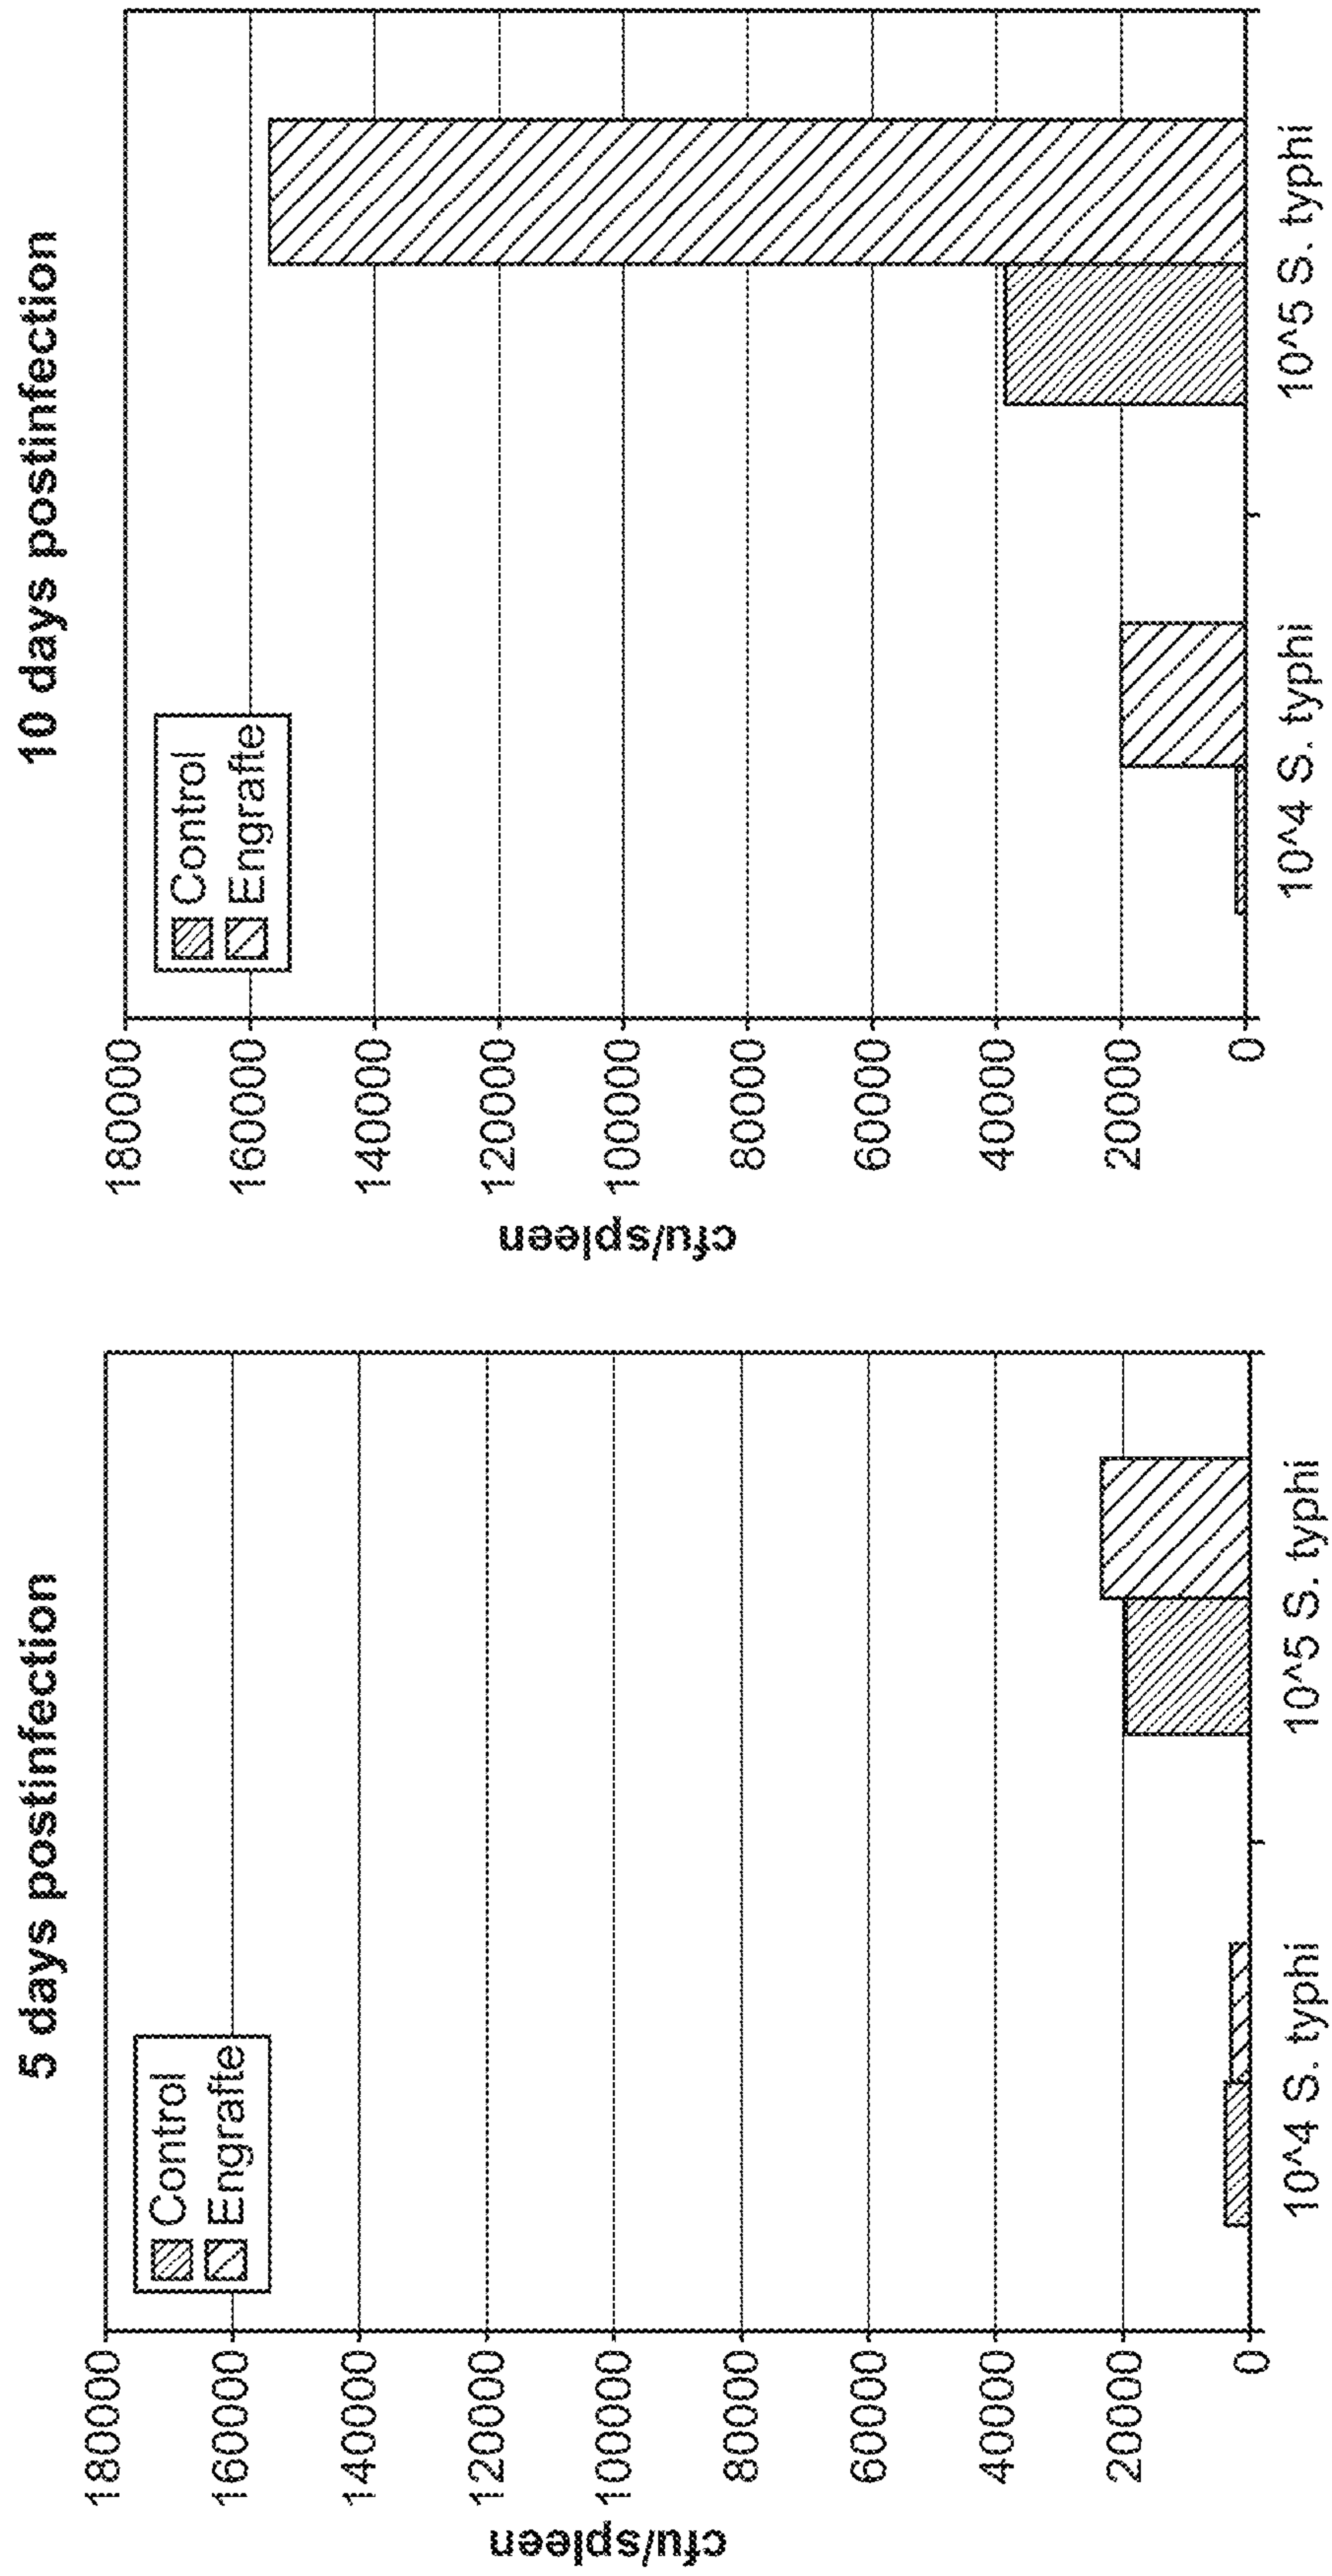 5 days postinfection
Control
Engrafte
180000
160000
140000
120000
100000
80000
60000
40000
20000
0
cfu/spleen
10^4 S. typhi
10^5 S. typhi
10 days postinfection
Control
Engrafte
180000
160000
140000
120000
100000
80000
60000
40000
20000
0
cfu/spleen
10^4 S. typhi
10^5 S. typhi